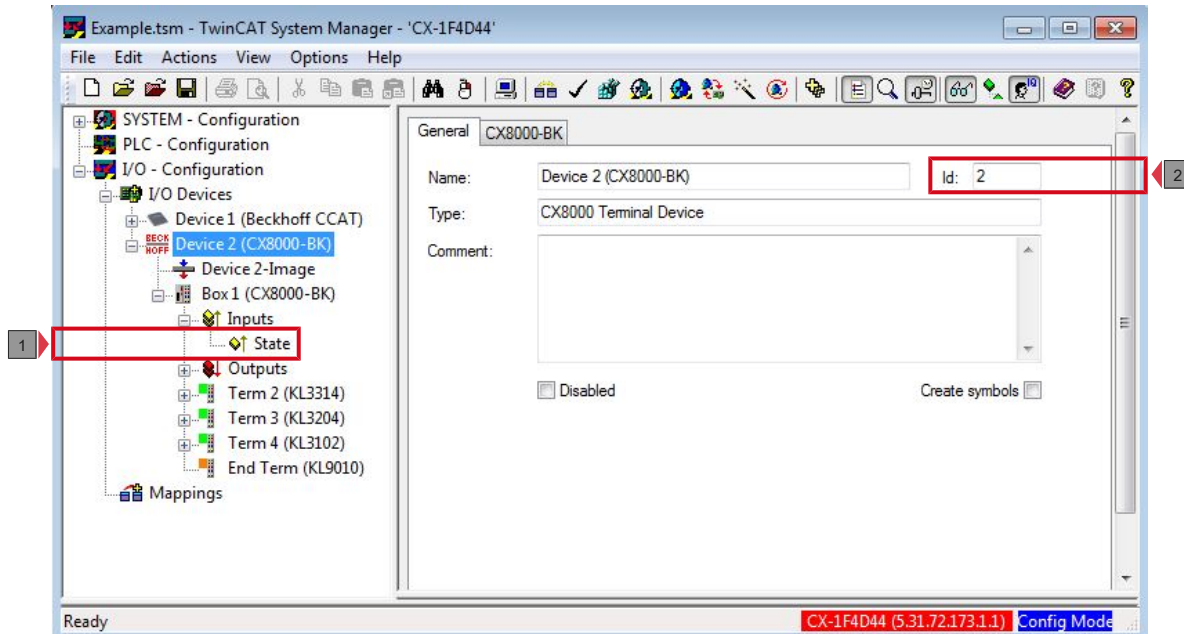 Example.tsm - TwinCAT System Manager - 'CX-1F4D44'
File Edit Actions View Options Help
SYSTEM - Configuration
PLC - Configuration
I/O - Configuration
I/O Devices
Device 1 (Beckhoff CCAT)
BECK
HOFF
Device 2 (CX8000-BK)
Device 2-Image
Box 1 (CX8000-BK)
Inputs
State
Outputs
Term 2 (KL3314)
Term 3 (KL3204)
Term 4 (KL3102)
End Term (KL9010)
Mappings
General CX8000-BK
Name: Device 2 (CX8000-BK) Id: 2
Type: CX8000 Terminal Device
Comment:
Disabled Create symbols
1
2
Ready CX-1F4D44 (5.31.72.173.1.1) Config Mode